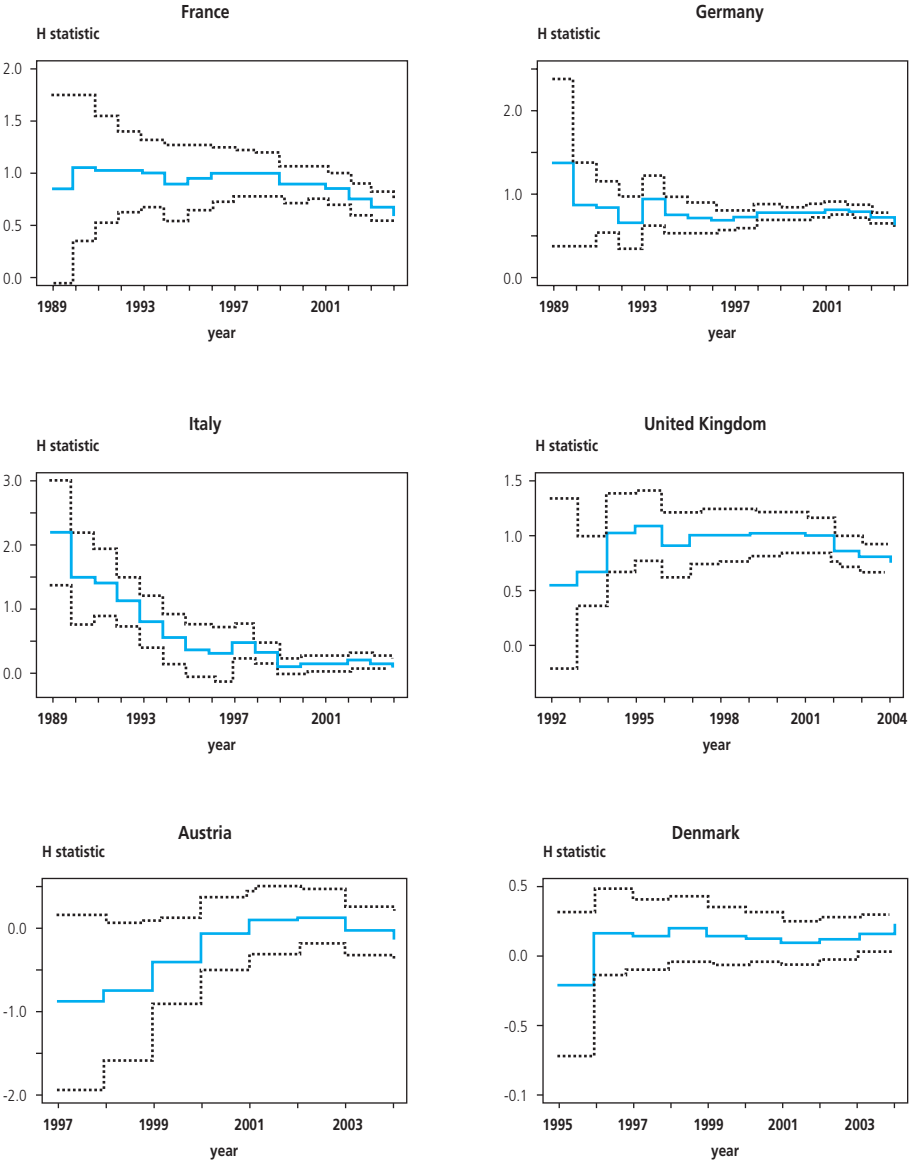 France
H statistic
2.0
1.5
1.0
0.5
0.0
1989 1993 1997 2001
year
Germany
H statistic
2.0
1.0
0.0
1989 1993 1997 2001
year
Italy
H statistic
3.0
2.0
1.0
0.0
1989 1993 1997 2001
year
United Kingdom
H statistic
1.5
1.0
0.5
0.0
1992 1995 1998 2001 2004
year
Austria
H statistic
0.0
-1.0
-2.0
1997 1999 2001 2003
year
Denmark
H statistic
0.5
0.0
-0.5
-0.1
1995 1997 1999 2001 2003
year